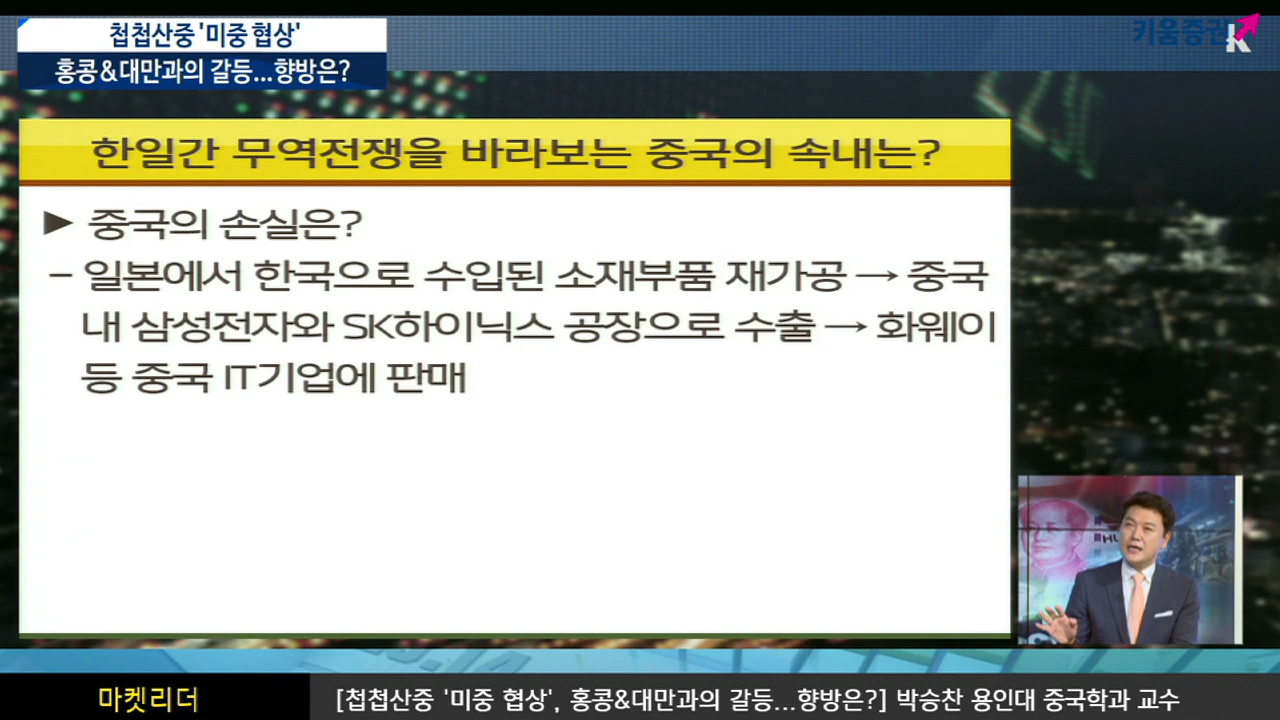 첩첩산중 '미중 협상'
홍콩&대만과의 갈등...향방은?
키움증권
한일간 무역전쟁을 바라보는 중국의 속내는?
▶ 중국의 손실은?
– 일본에서 한국으로 수입된 소재부품 재가공 → 중국
내 삼성전자와 SK하이닉스 공장으로 수출 → 화웨이
등 중국 IT기업에 판매
마켓리더
[첩첩산중 '미중 협상', 홍콩&대만과의 갈등...향방은?] 박승찬 용인대 중국학과 교수